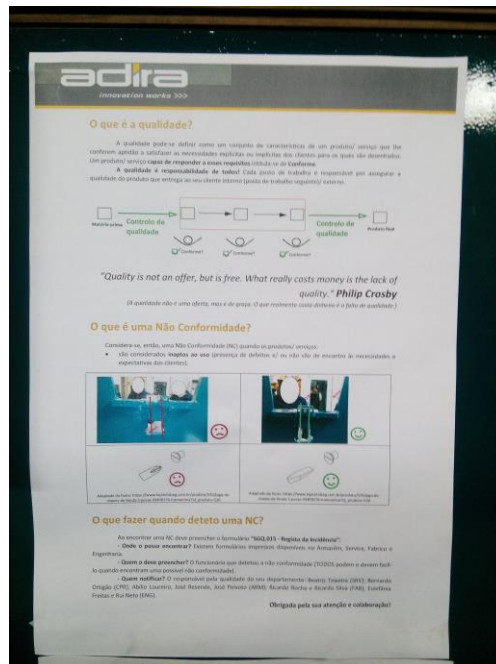 adira
innovation works >>>
O que é a qualidade?
A qualidade pode-se define como um conjunto de características de um produto/ serviço que lhe
conferem aptidão a satisfazer as necessidades explícitas ou implícitas dos clientes para os quais são desenhados.
Um produto/ serviço capaz de responder a esses requisitos intitula-se de Conforme.
A qualidade é responsabilidade de todos! Cada posto de trabalho é responsável por assegurar a
qualidade do produto que entrega ao seu cliente interno (posto de trabalho seguinte)/ externo.
Matéria-prima
Controlo de
qualidade
Conforme?
Conforme?
Conforme?
Controlo de
qualidade
Produto final
"Quality is not an offer, but is free. What really costs money is the lack of
quality." Philip Crosby
(A qualidade não é uma oferta, mas é de graça. O que realmente custa dinheiro é a falta de qualidade.)
O que é uma Não Conformidade?
Considera-se, então, uma Não Conformidade (NC) quando os produtos/ serviços:
• são considerados inaptos ao uso (presença de defeitos e/ ou não vão de encontro às necessidades e
expectativas dos clientes).
O que fazer quando deteto uma NC?
Ao encontrar uma NC deve preencher o formulário "SGQ.015 - Registo da Incidência":
- Onde o posso encontrar? Existem formulários impressos disponíveis no Armazém, Service, Fabrico e
Engenharia.
- Quem o deve preencher? O funcionário que detetou a não conformidade (TODOS podem e devem fazê-
lo quando encontram uma possível não conformidade).
- Quem notificar? O responsável pela qualidade do seu departamento: Beatriz Teixeira (SRV); Bernardo
Ortigão (CPR); Abílio Loureiro, José Resende, José Peixoto (ARM); Ricardo Rocha e Ricardo Silva (FAB); Estefânia
Freitas e Rui Neto (ENG).
Obrigada pela sua atenção e colaboração!